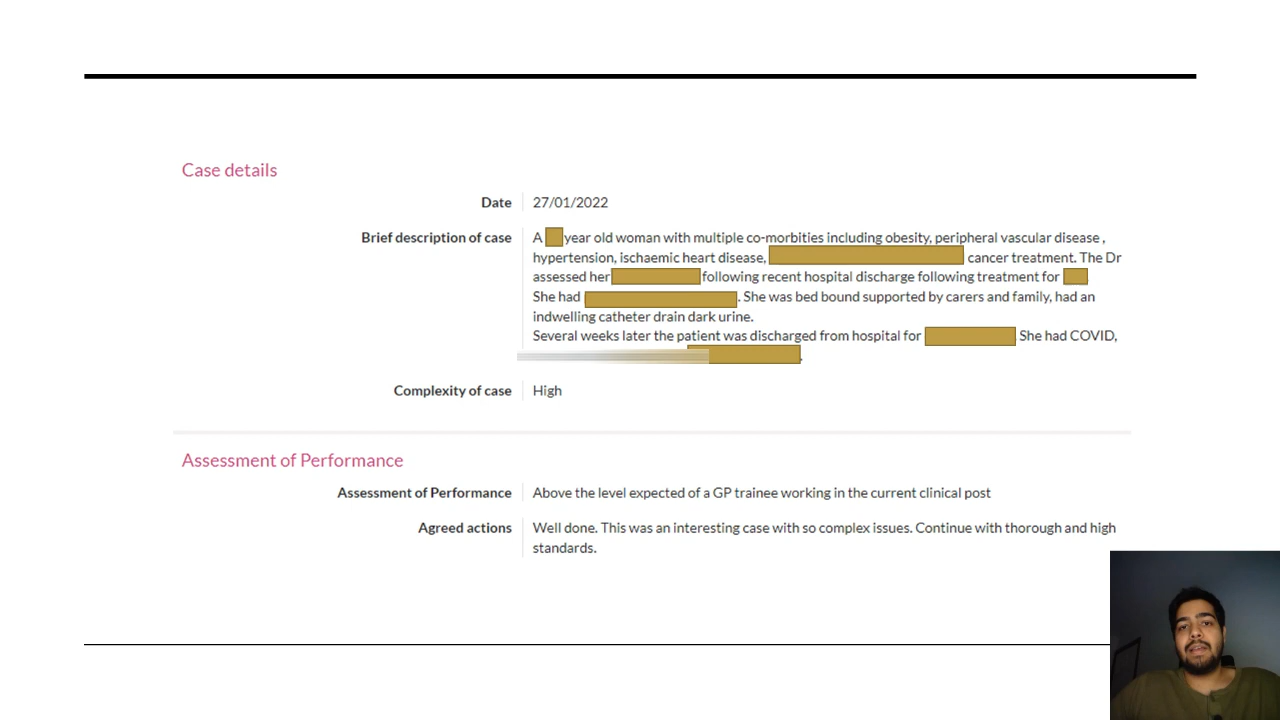 Case details
Date 27/01/2022
Brief description of case A year old woman with multiple co-morbities including obesity, peripheral vascular disease ,
hypertension, ischaemic heart disease, cancer treatment. The Dr
assessed her following recent hospital discharge following treatment for
She had . She was bed bound supported by carers and family, had an
indwelling catheter drain dark urine.
Several weeks later the patient was discharged from hospital for She had COVID,
.
Complexity of case High
Assessment of Performance
Assessment of Performance Above the level expected of a GP trainee working in the current clinical post
Agreed actions Well done. This was an interesting case with so complex issues. Continue with thorough and high
standards.